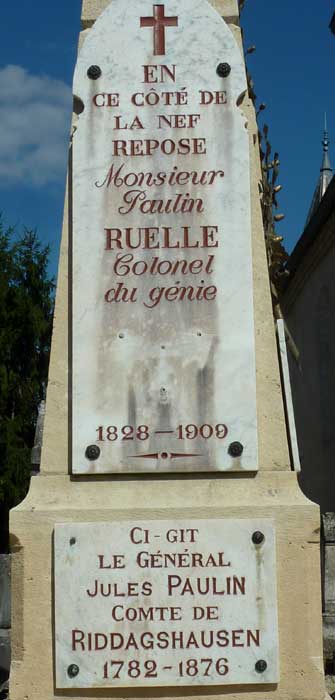 EN
CE CÔTÉ DE
LA NEF
REPOSE
Monsieur
Paulin
RUELLE
Colonel
du génie
1828-1909
CI-GIT
LE GÉNÉRAL
JULES PAULIN
COMTE DE
RIDDAGSHAUSEN
1782-1876